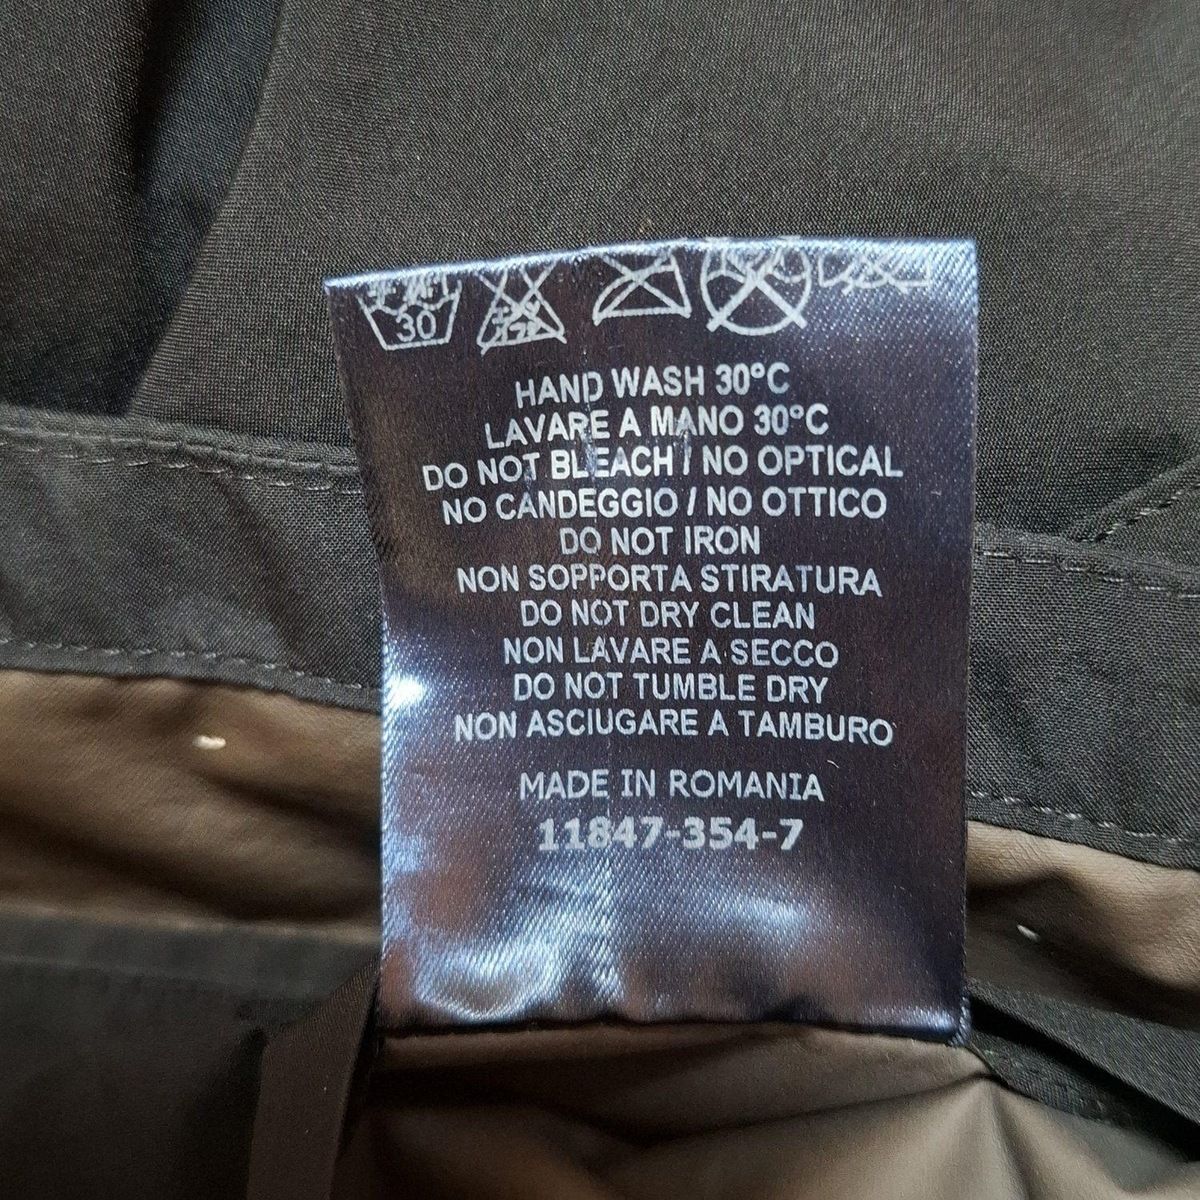 30
HAND WASH 30°C
LAVARE A MANO 30°C
DO NOT BLEACH / NO OPTICAL
NO CANDEGGIO / NO OTTICO
DO NOT IRON
NON SOPPORTA STIRATURA
DO NOT DRY CLEAN
NON LAVARE A SECCO
DO NOT TUMBLE DRY
NON ASCIUGARE A TAMBURO
MADE IN ROMANIA
11847-354-7